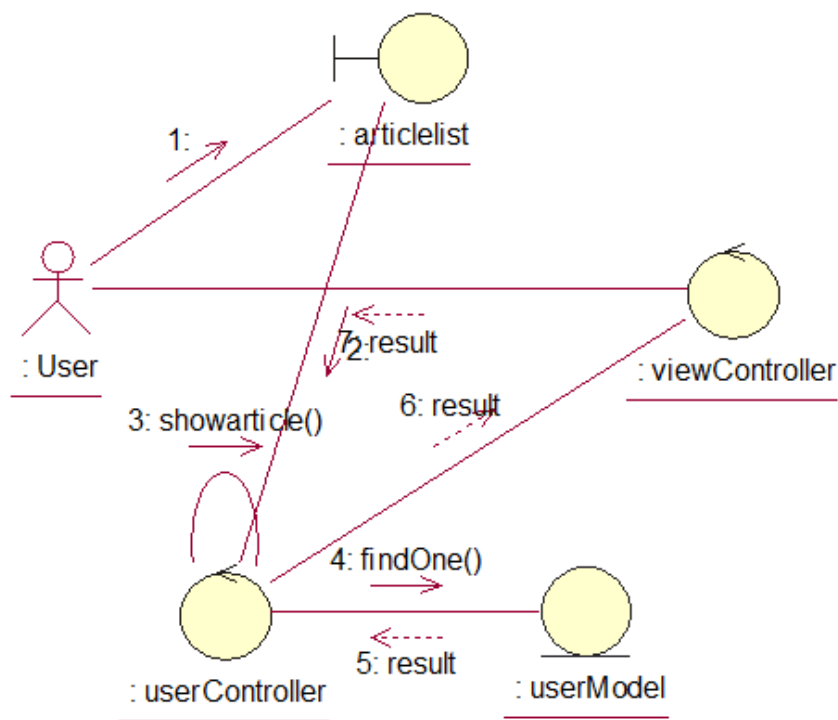 : articlelist
1:
: User
7: result
2:
: viewController
6: result
3: showarticle()
4: findOne()
5: result
: userController
: userModel